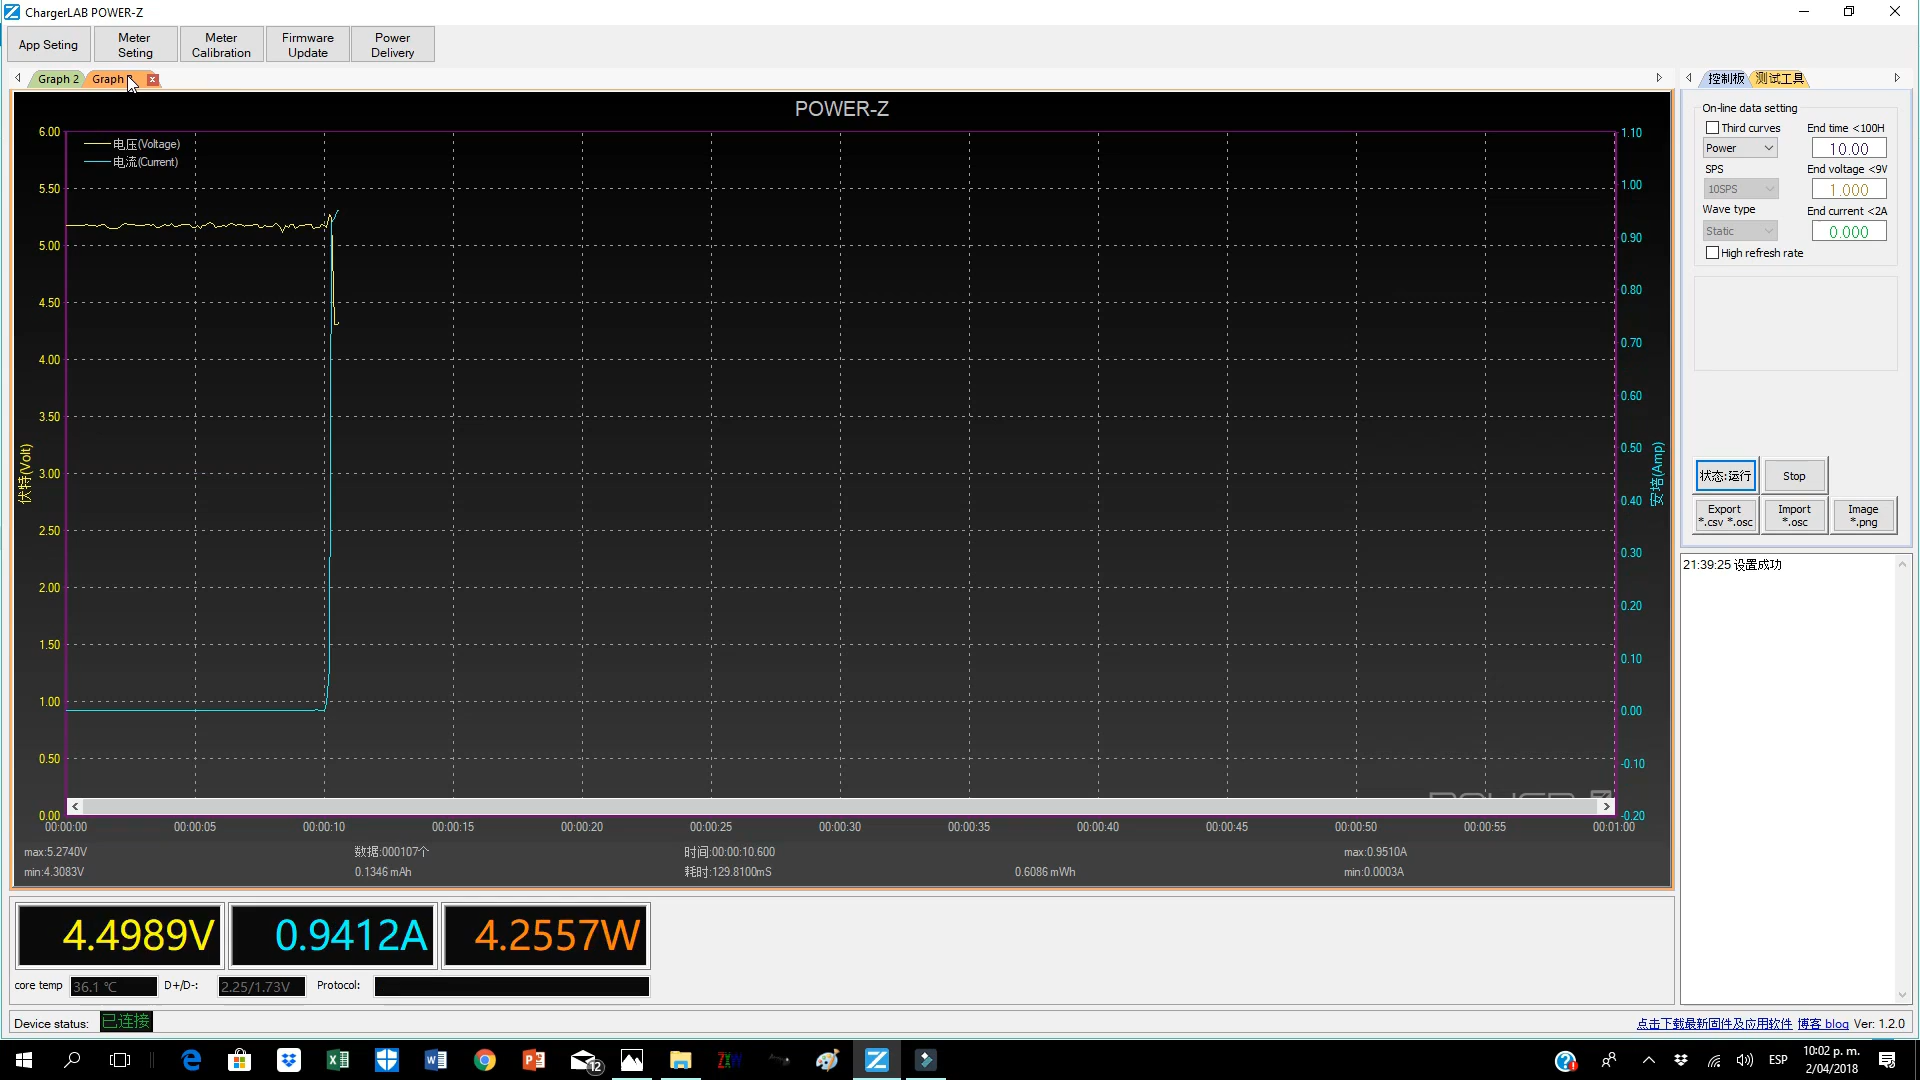 ChargerLAB POWER-Z
App Seting
Meter Seting
Meter Calibration
Firmware Update
Power Delivery
Graph 2
Graph
控制板
测试工具
POWER-Z
电压(Voltage)
电流(Current)
6.00
5.50
5.00
4.50
4.00
3.50
3.00
2.50
2.00
1.50
1.00
0.50
0.00
伏特(Volt)
1.10
1.00
0.90
0.80
0.70
0.60
0.50
0.40
0.30
0.20
0.10
0.00
-0.10
-0.20
安培(Amp)
00:00:00
00:00:05
00:00:10
00:00:15
00:00:20
00:00:25
00:00:30
00:00:35
00:00:40
00:00:45
00:00:50
00:00:55
00:01:00
max:5.2740V
数据:000107个
时间:00:00:10.600
max:0.9510A
min:4.3083V
0.1346 mAh
耗时:129.8100mS
0.6086 mWh
min:0.0003A
On-line data setting
Third curves
End time <100H
Power
10.00
SPS
End voltage <9V
10SPS
1.000
Wave type
End current <2A
Static
0.000
High refresh rate
状态:运行
Stop
Export *.csv *.osc
Import *.osc
Image *.png
21:39:25 设置成功
4.4989V
0.9412A
4.2557W
core temp
36.1 ℃
D+/D-:
2.25/1.73V
Protocol:
Device status:
已连接
点击下载最新固件及应用软件
博客 blog
Ver: 1.2.0
12
ESP
10:02 p. m.
2/04/2018